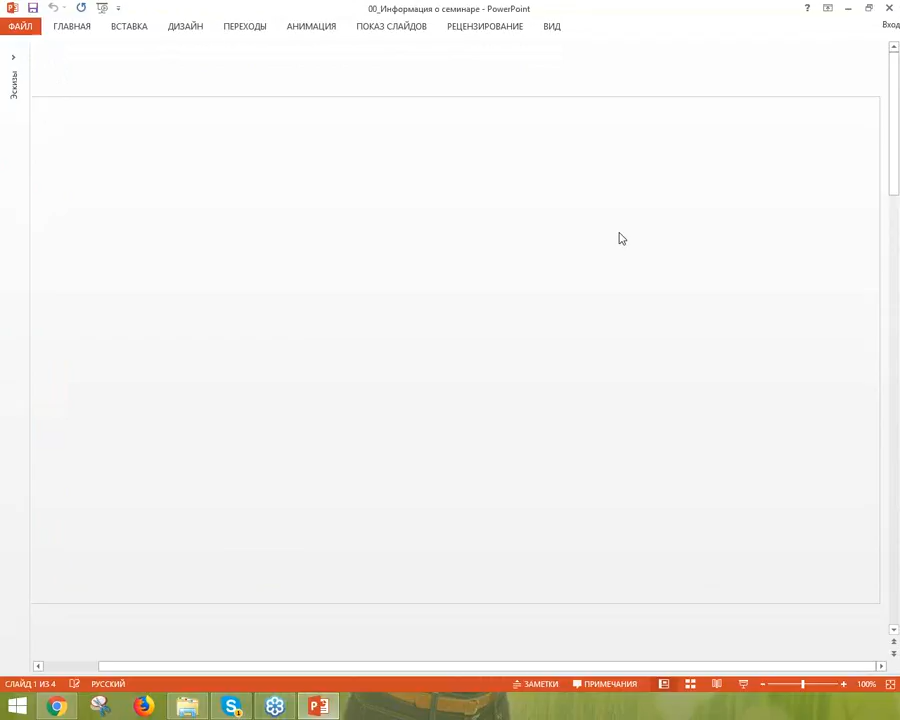 00_Информация о семинаре - PowerPoint
ФАЙЛ ГЛАВНАЯ ВСТАВКА ДИЗАЙН ПЕРЕХОДЫ АНИМАЦИЯ ПОКАЗ СЛАЙДОВ РЕЦЕНЗИРОВАНИЕ ВИД Вход
Эскизы
СЛАЙД 1 ИЗ 4 РУССКИЙ ЗАМЕТКИ ПРИМЕЧАНИЯ 100%